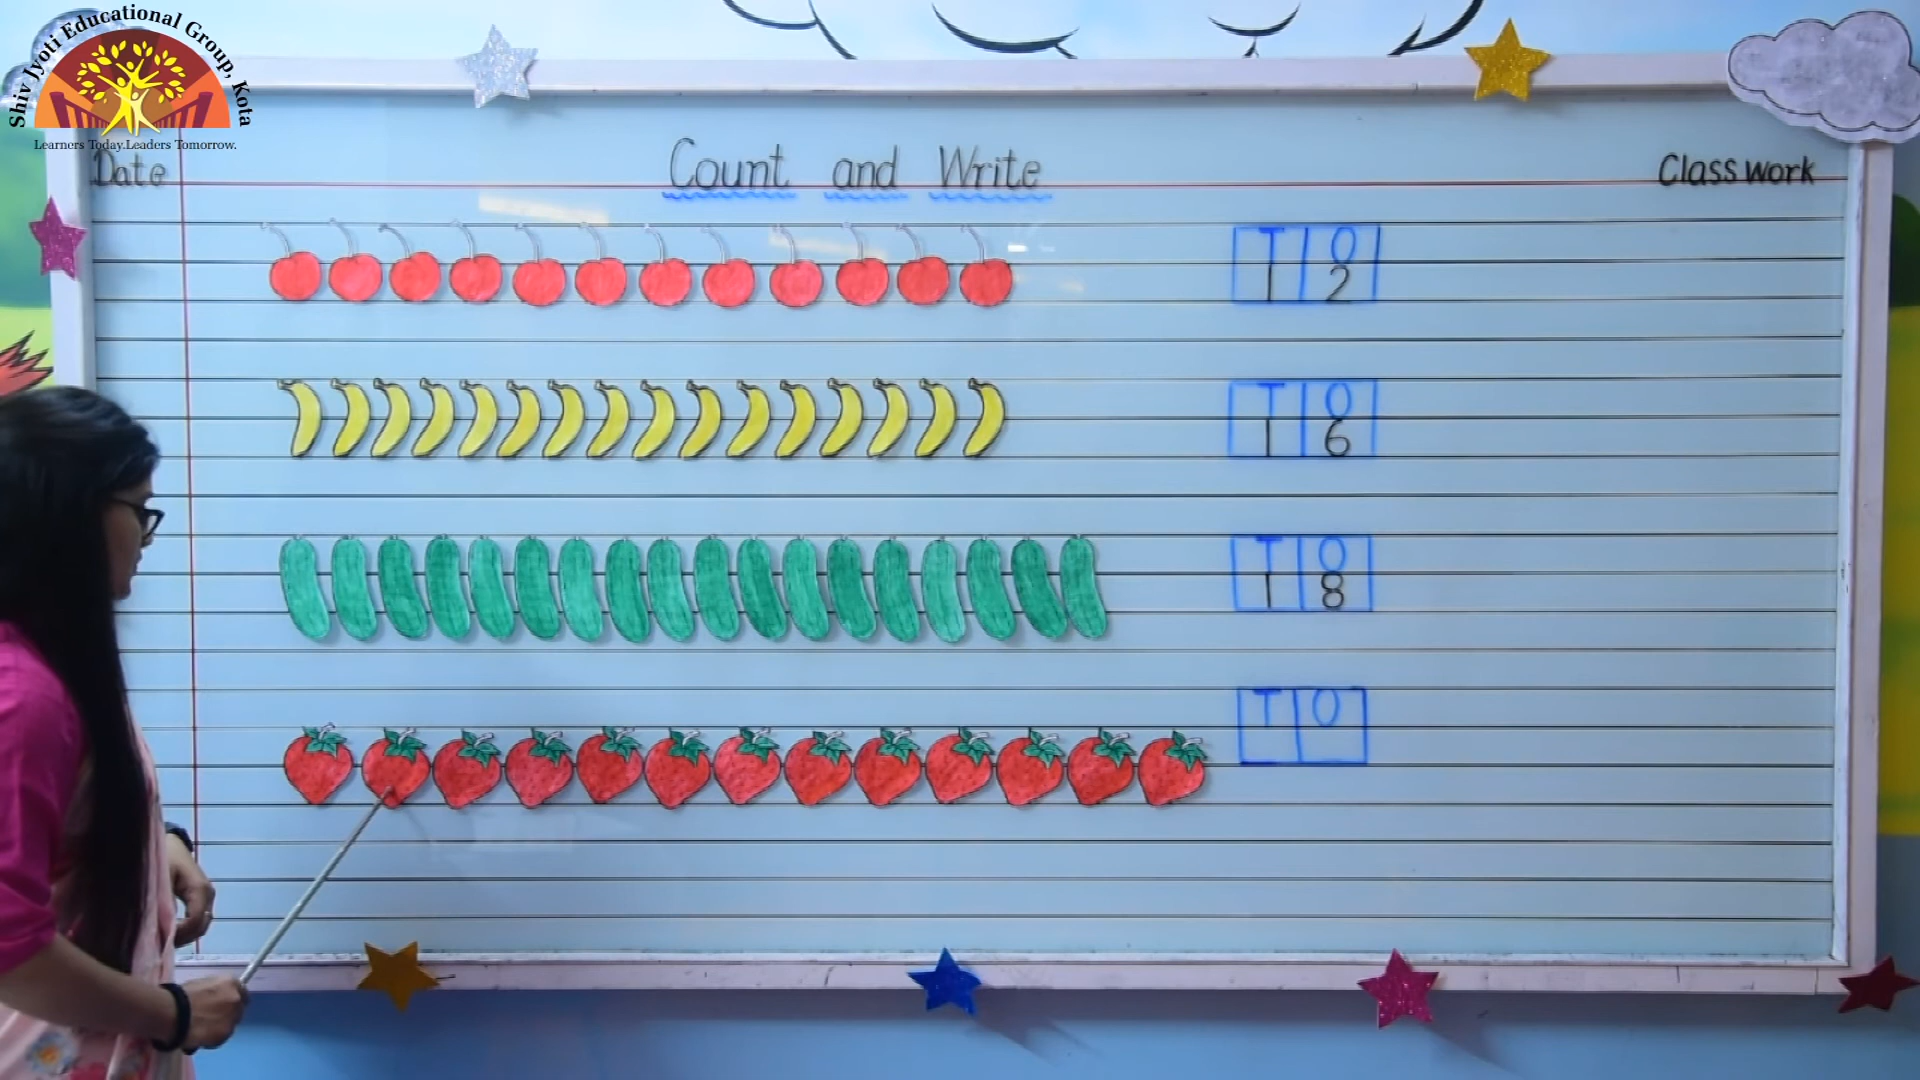 Shiv Jyoti Educational Group, Kota
Learners Today.Leaders Tomorrow.
Date
Count and Write
Class work
T O
1 2
T O
1 6
T O
1 8
T O